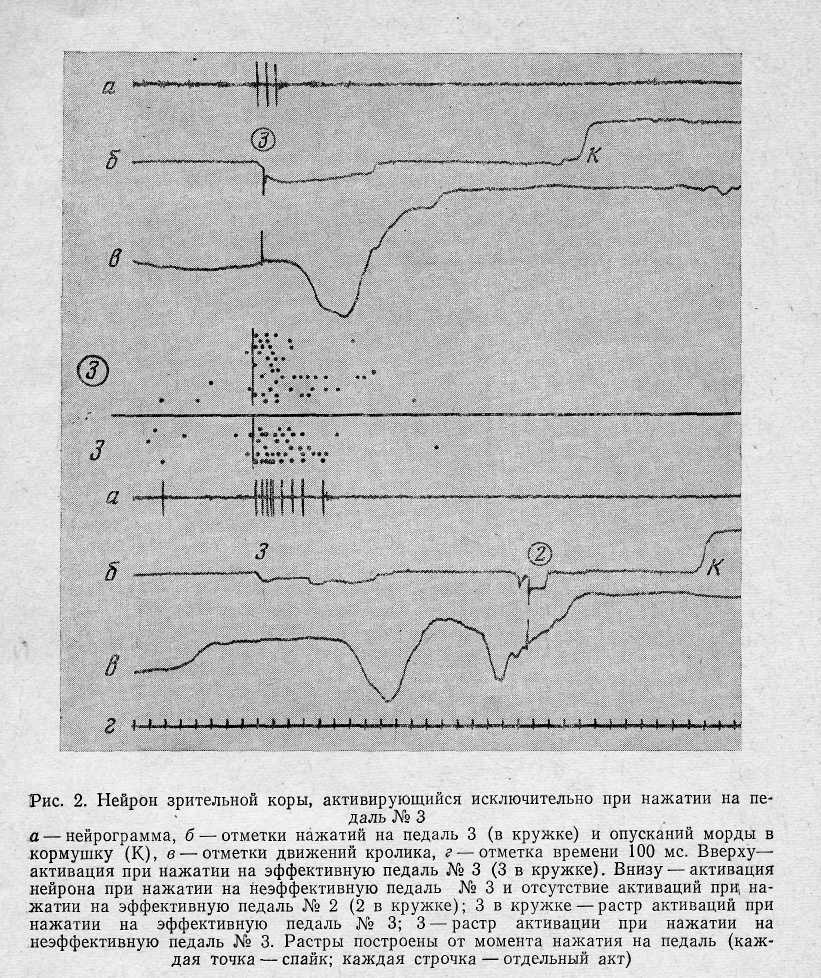 а
③
б
К
в
③
3
а
3
②
б
К
в
г
Рис. 2. Нейрон зрительной коры, активирующийся исключительно при нажатии на пе-
даль № 3
а — нейрограмма, б — отметки нажатий на педаль 3 (в кружке) и опусканий морды в
кормушку (К), в — отметки движений кролика, г — отметка времени 100 мс. Вверху—
активация при нажатии на эффективную педаль № 3 (3 в кружке). Внизу — активация
нейрона при нажатии на неэффективную педаль № 3 и отсутствие активаций при на-
жатии на эффективную педаль № 2 (2 в кружке); 3 в кружке — растр активаций при
нажатии на эффективную педаль № 3; 3 — растр активации при нажатии на
неэффективную педаль № 3. Растры построены от момента нажатия на педаль (каж-
дая точка — спайк; каждая строчка — отдельный акт)